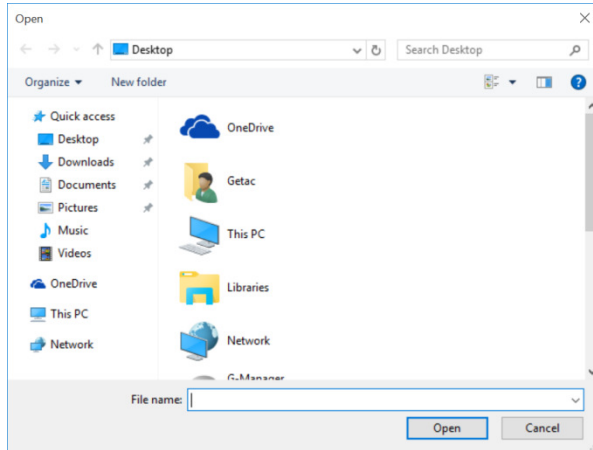 Open
Desktop
Search Desktop
Organize
New folder
Quick access
Desktop
Downloads
Documents
Pictures
Music
Videos
OneDrive
This PC
Network
OneDrive
Getac
This PC
Libraries
Network
G-Manager
File name:
Open
Cancel